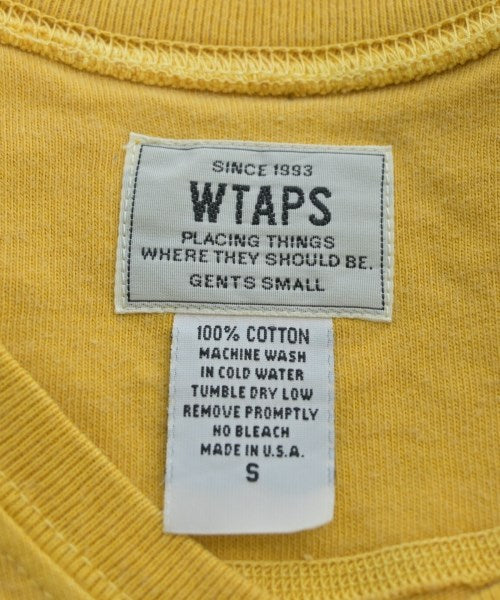 SINCE 1993
WTAPS
PLACING THINGS
WHERE THEY SHOULD BE.
GENTS SMALL
100% COTTON
MACHINE WASH
IN COLD WATER
TUMBLE DRY LOW
REMOVE PROMPTLY
NO BLEACH
MADE IN U.S.A.
S